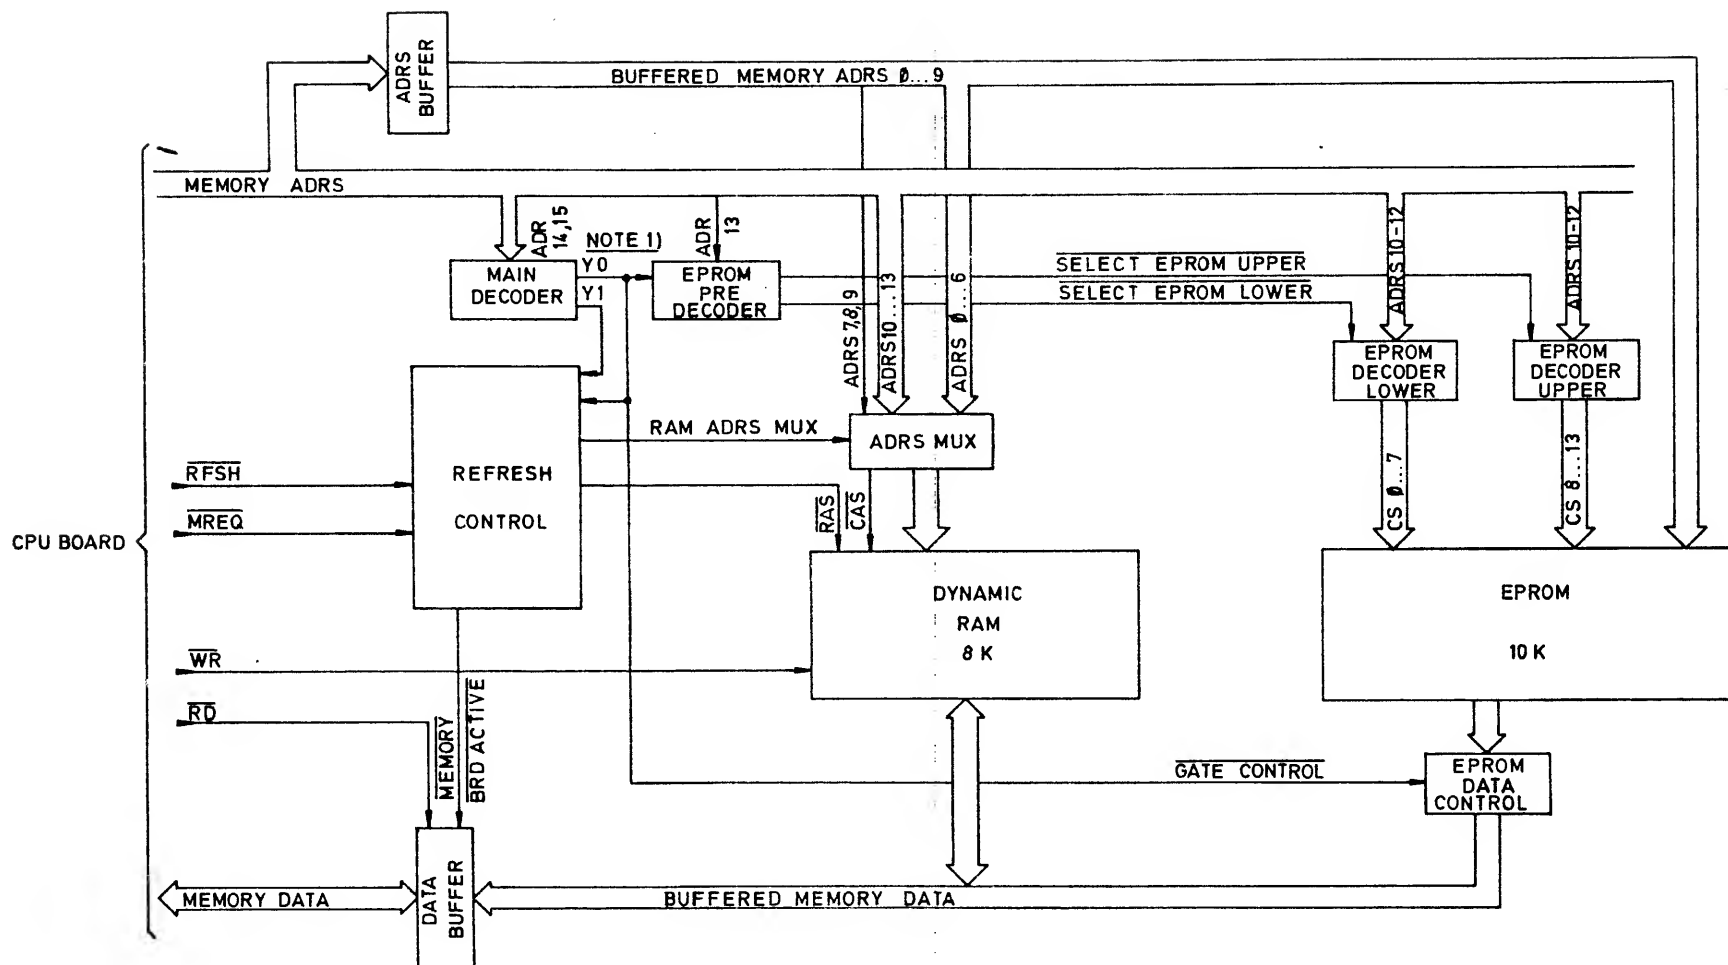 ADRS
BUFFER
BUFFERED MEMORY ADRS Ø...9
MEMORY ADRS
ADR
14,15
NOTE 1)
ADR
13
ADRS 10-12
ADRS 10-12
MAIN
DECODER
Y0
Y1
EPROM
PRE
DECODER
SELECT EPROM UPPER
SELECT EPROM LOWER
ADRS 7,8,9
ADRS10...13
ADRS Ø...6
EPROM
DECODER
LOWER
EPROM
DECODER
UPPER
RAM ADRS MUX
ADRS MUX
CS Ø...7
CS 8...13
REFRESH
CONTROL
RFSH
MREQ
CPU BOARD
RAS
CAS
DYNAMIC
RAM
8 K
EPROM
10 K
WR
RD
MEMORY
BRD ACTIVE
GATE CONTROL
EPROM
DATA
CONTROL
MEMORY DATA
DATA
BUFFER
BUFFERED MEMORY DATA